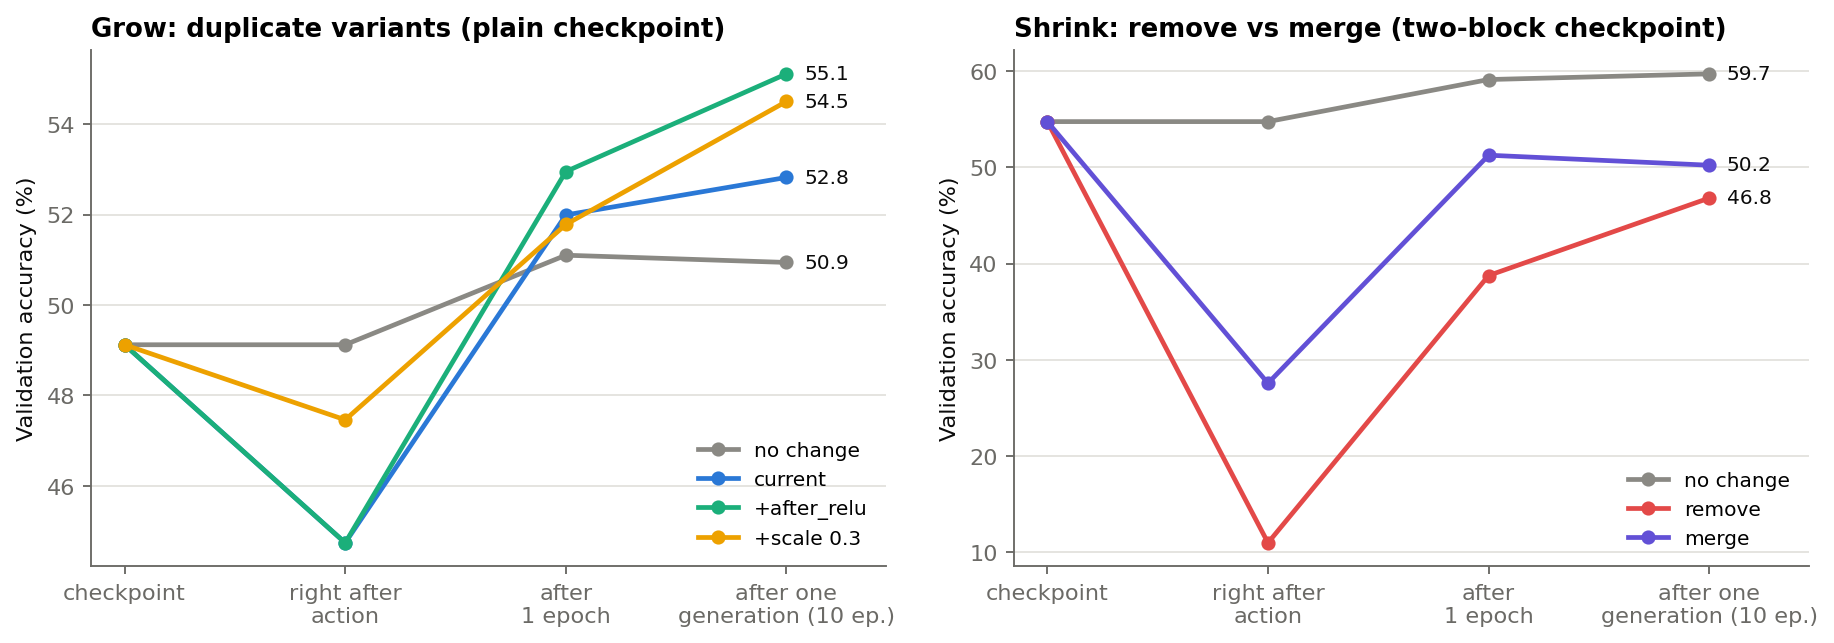 Grow: duplicate variants (plain checkpoint)
Validation accuracy (%)
54
52
50
48
46
55.1
54.5
52.8
50.9
no change
current
+after_relu
+scale 0.3
checkpoint
right after
action
after
1 epoch
after one
generation (10 ep.)
Shrink: remove vs merge (two-block checkpoint)
Validation accuracy (%)
60
50
40
30
20
10
59.7
50.2
46.8
no change
remove
merge
checkpoint
right after
action
after
1 epoch
after one
generation (10 ep.)